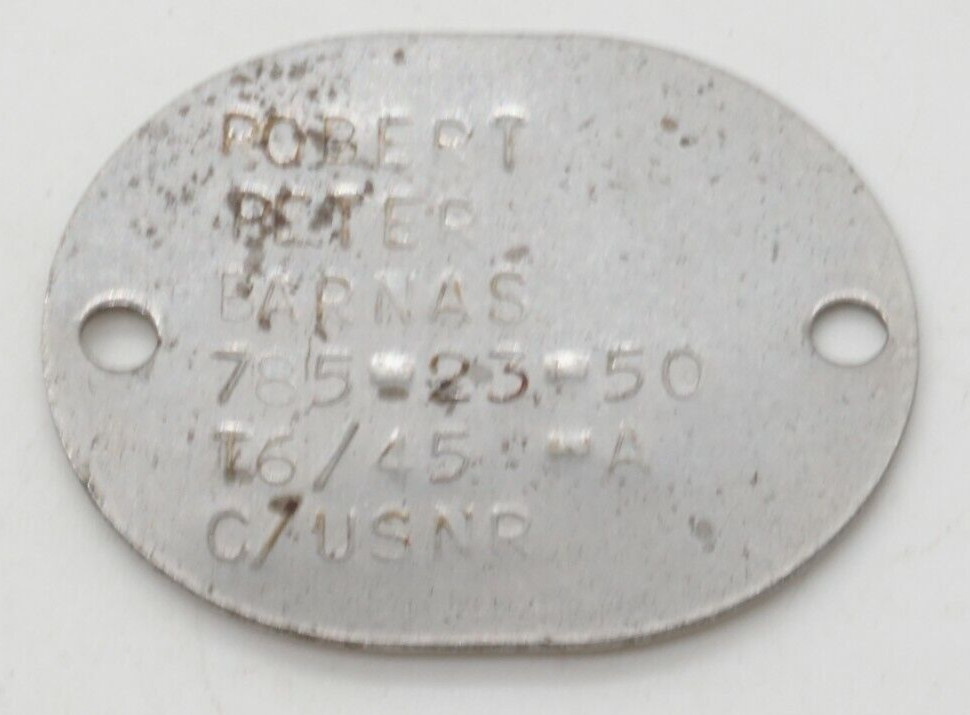 ROBERT
PETER
BARNAS
785-23-50
T6/45 -A
C/USNR